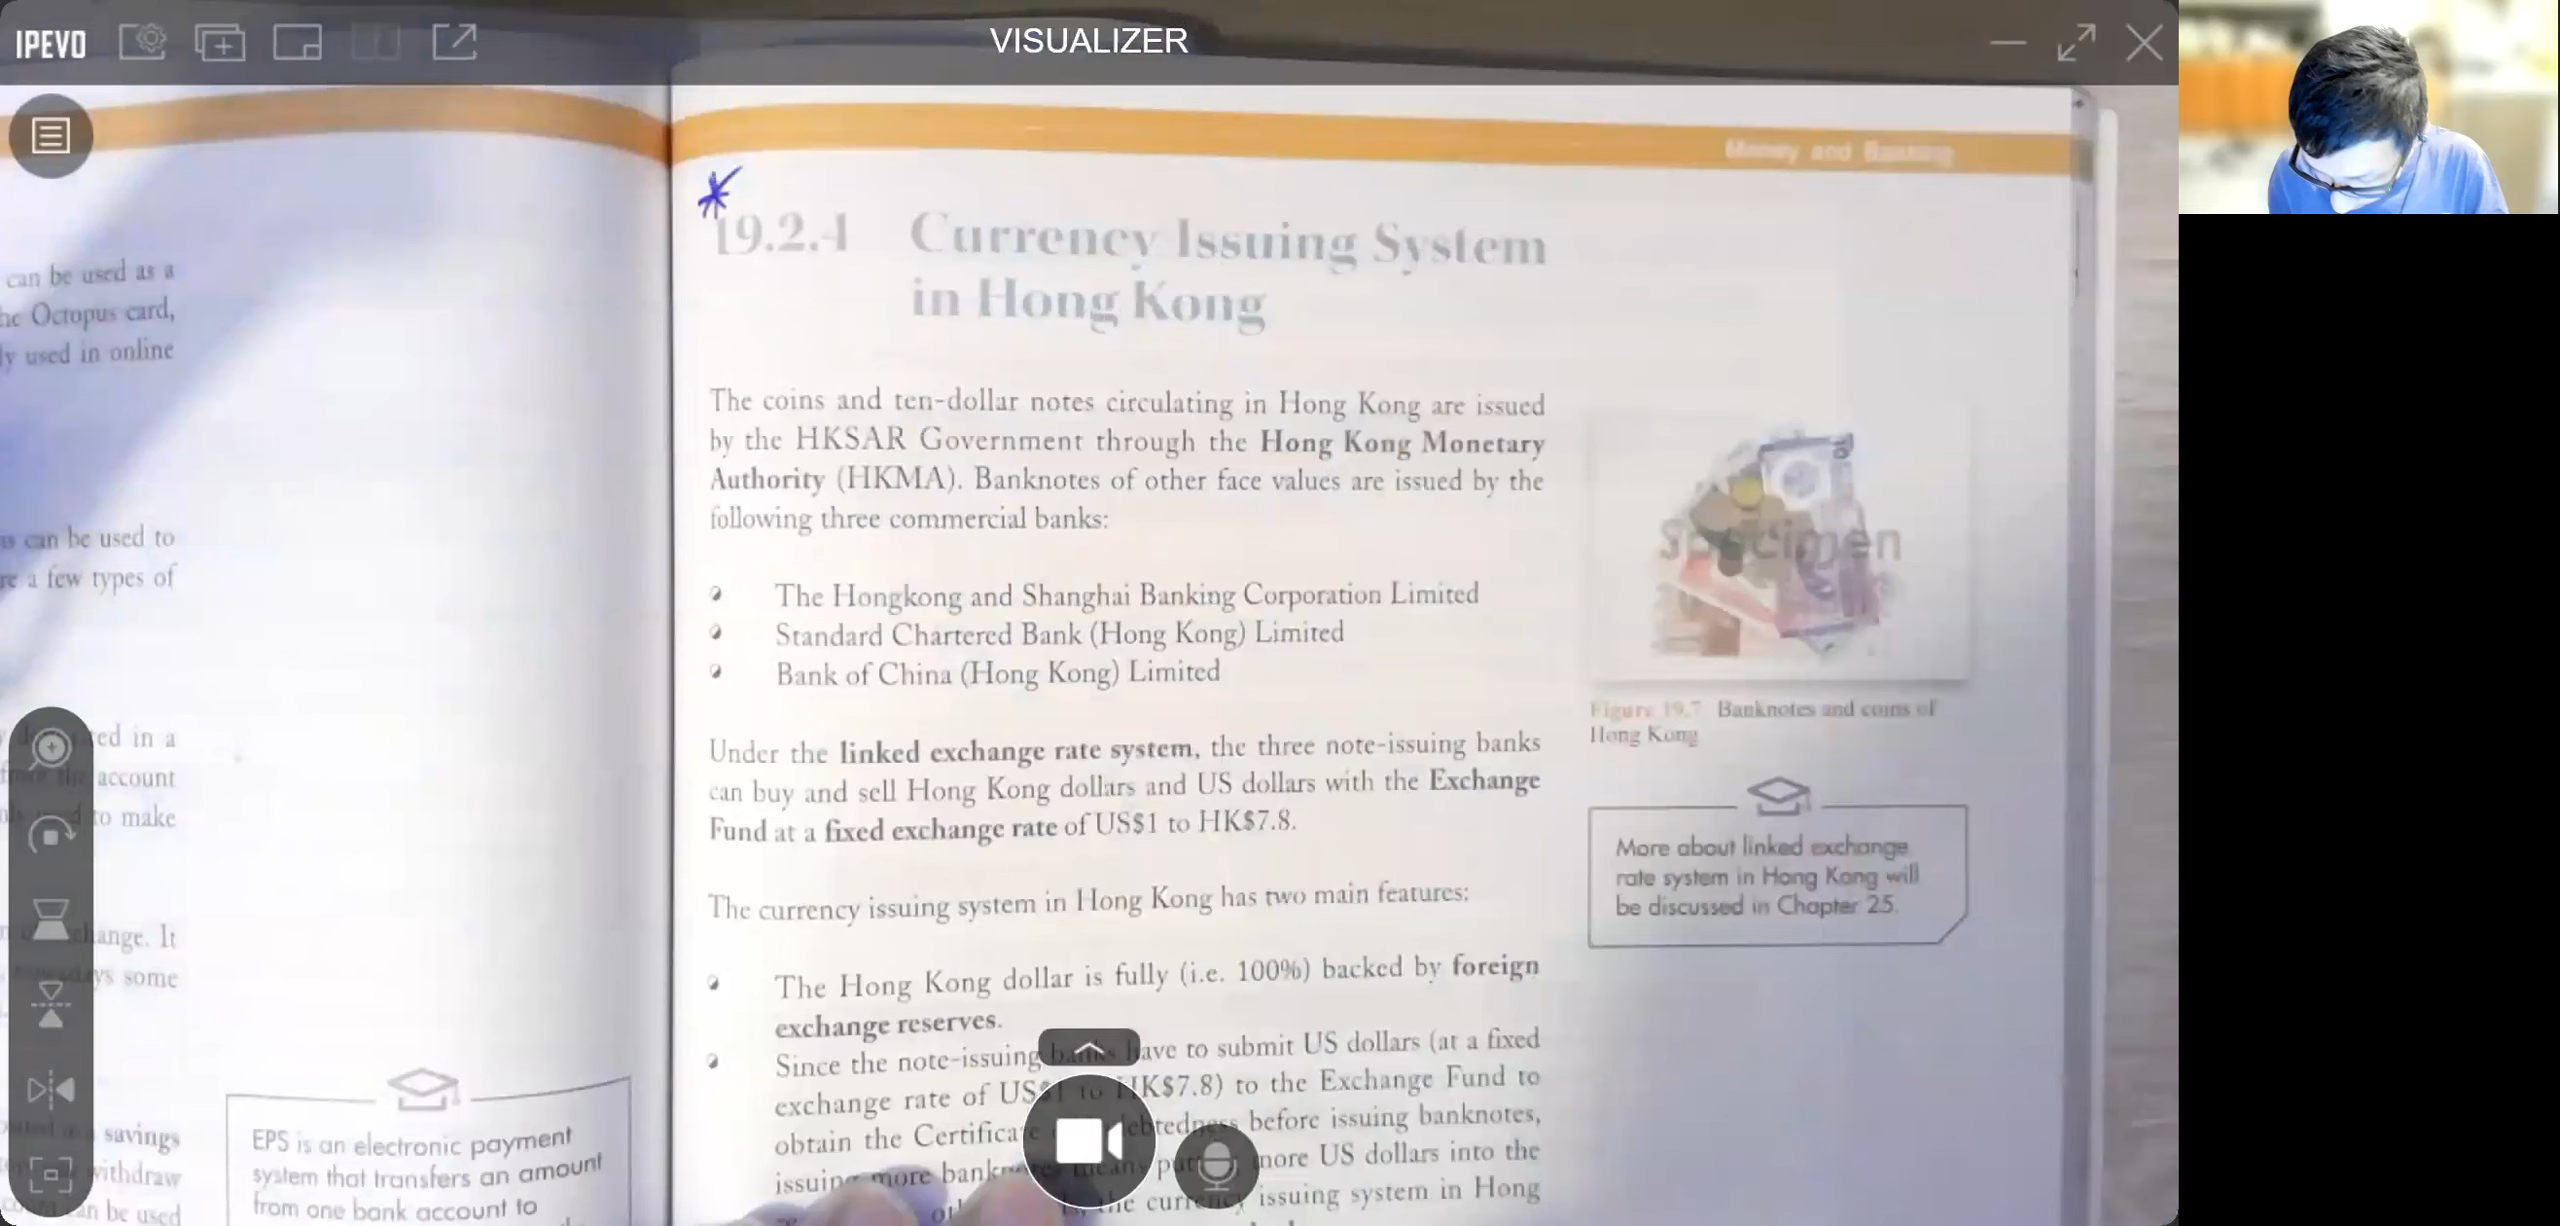 IPEVO
VISUALIZER
Money and Banking
can be used as a
Octopus card,
used in online
can be used to
a few types of
in a
account
to make
It
some
savings
withdraw
be used
EPS is an electronic payment
system that transfers an amount
from one bank account to
19.2.4 Currency Issuing System
in Hong Kong
The coins and ten-dollar notes circulating in Hong Kong are issued
by the HKSAR Government through the Hong Kong Monetary
Authority (HKMA). Banknotes of other face values are issued by the
following three commercial banks:
The Hongkong and Shanghai Banking Corporation Limited
Standard Chartered Bank (Hong Kong) Limited
Bank of China (Hong Kong) Limited
Under the linked exchange rate system, the three note-issuing banks
can buy and sell Hong Kong dollars and US dollars with the Exchange
Fund at a fixed exchange rate of US$1 to HK$7.8.
The currency issuing system in Hong Kong has two main features:
The Hong Kong dollar is fully (i.e. 100%) backed by foreign
exchange reserves.
Since the note-issuing banks have to submit US dollars (at a fixed
exchange rate of US$1 to HK$7.8) to the Exchange Fund to
obtain the before issuing banknotes,
issuing more more US dollars into the
the currency issuing system in Hong
Specimen
Figure 19.7 Banknotes and coins of
Hong Kong
More about linked exchange
rate system in Hong Kong will
be discussed in Chapter 25.